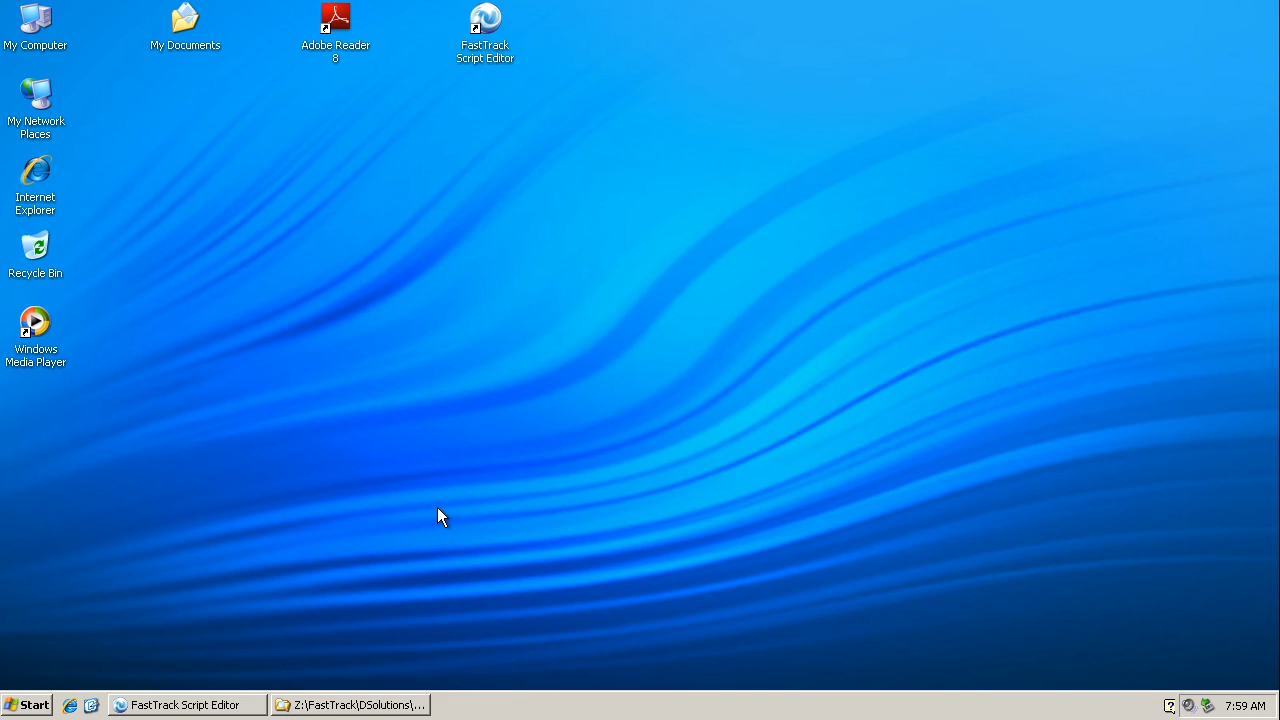 My Computer
My Documents
Adobe Reader
8
FastTrack
Script Editor
My Network
Places
Internet
Explorer
Recycle Bin
Windows
Media Player
Start
FastTrack Script Editor
Z:\FastTrack\DSolutions\...
?
7:59 AM